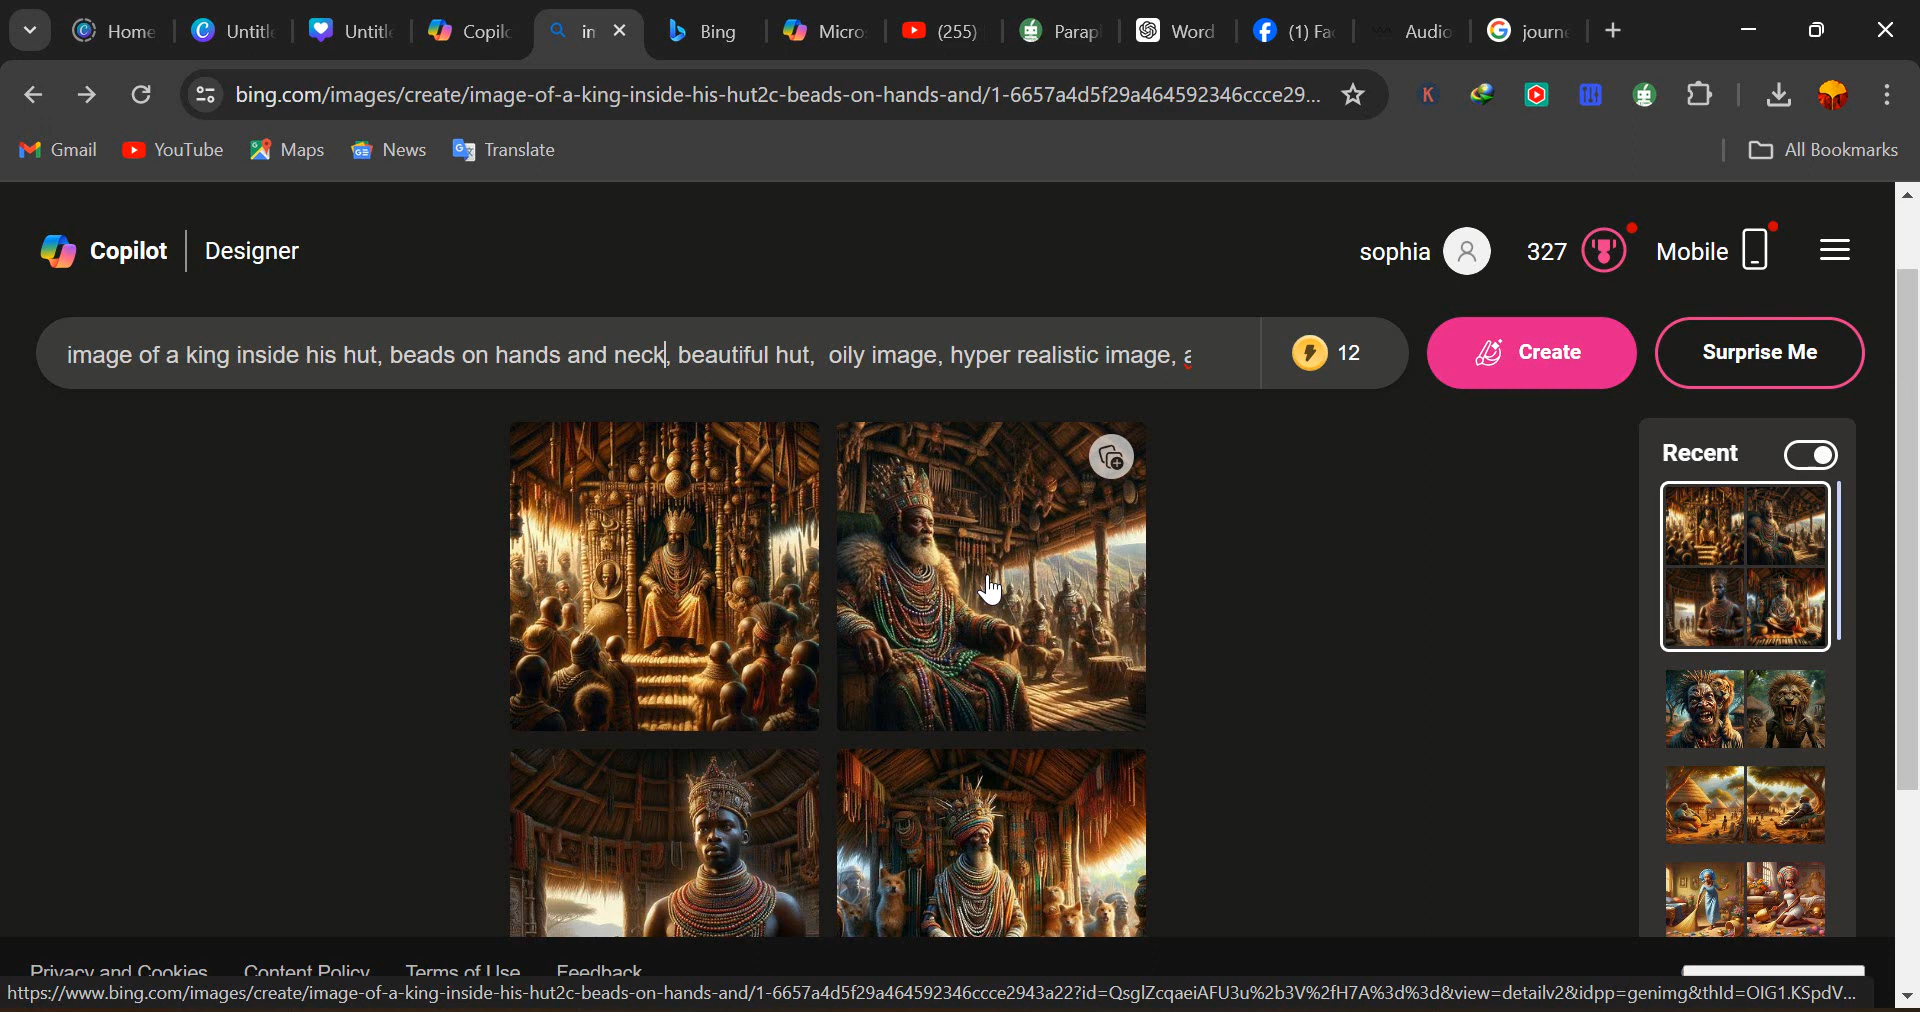 Home Untitl Untitl Copilo in Bing Micro (255) Parap Word (1) Fa Audio journe
bing.com/images/create/image-of-a-king-inside-his-hut2c-beads-on-hands-and/1-6657a4d5f29a464592346ccce29...
Gmail YouTube Maps News Translate All Bookmarks
Copilot Designer sophia 327 Mobile
image of a king inside his hut, beads on hands and neck, beautiful hut, oily image, hyper realistic image, 12 Create Surprise Me
Recent
Privacy and Cookies Content Policy Terms of Use Feedback
https://www.bing.com/images/create/image-of-a-king-inside-his-hut2c-beads-on-hands-and/1-6657a4d5f29a464592346ccce2943a22?id=QsglZcqaeiAFU3u%2b3V%2fH7A%3d%3d&view=detailv2&idpp=genimg&thld=OIG1.KSpdV...